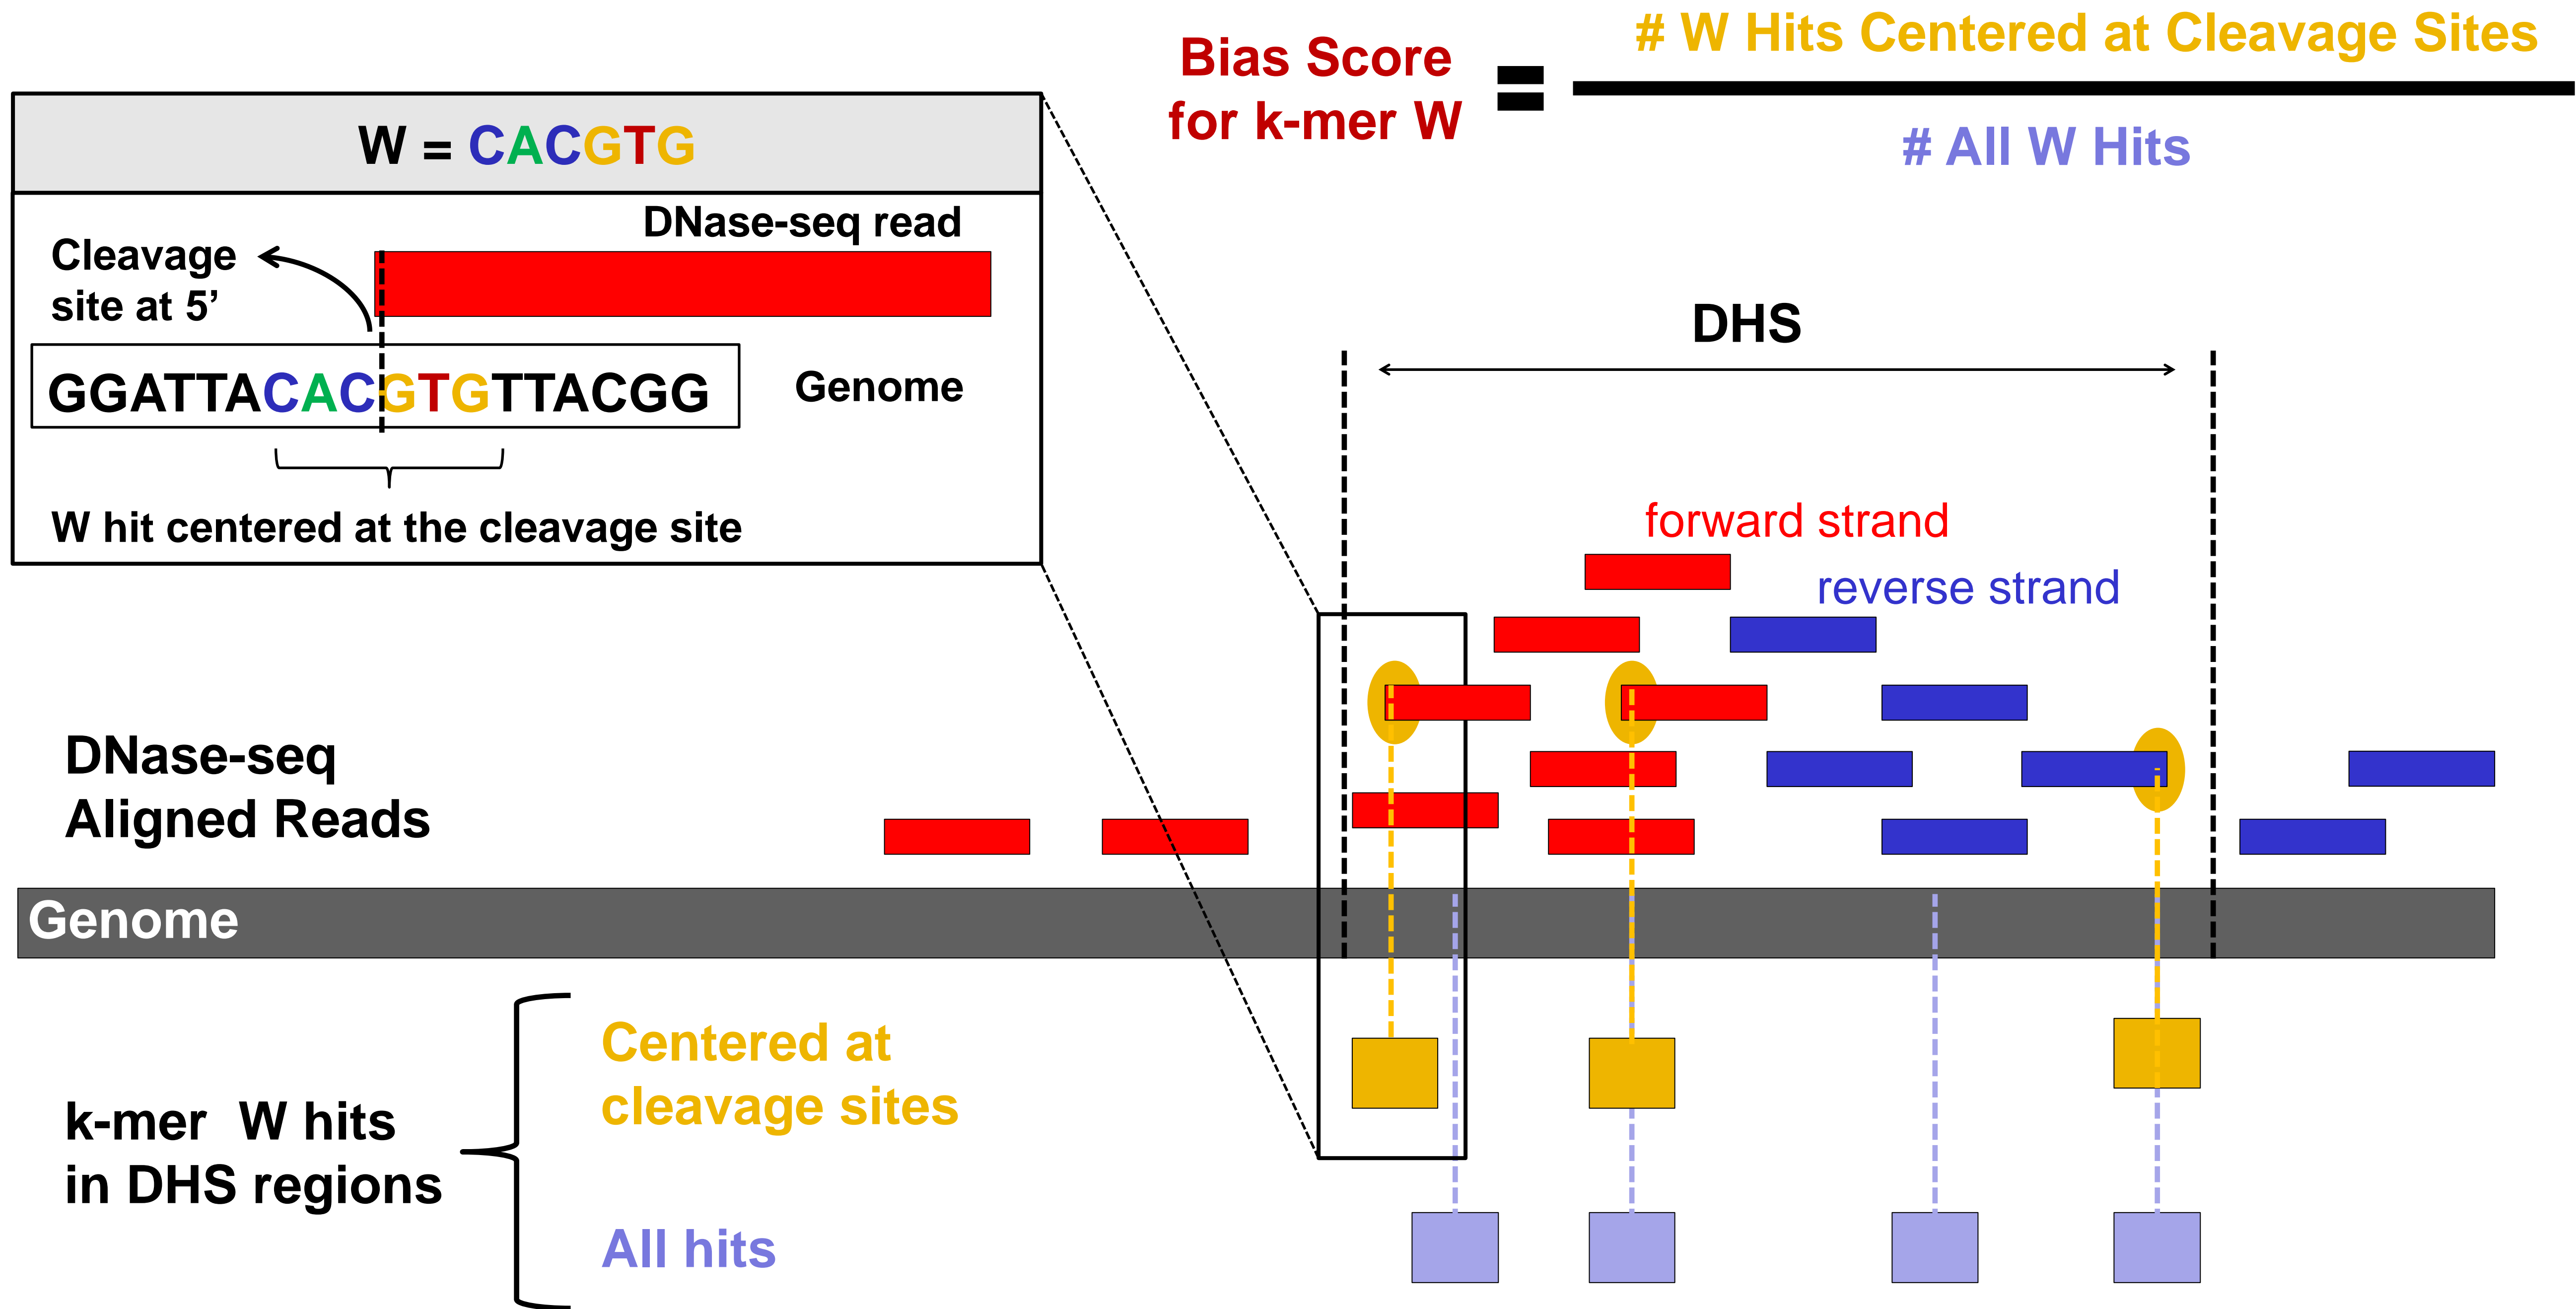 # W Hits Centered at Cleavage Sites
Bias Score
for k-mer W
=
# All W Hits
W = CACGTG
DNase-seq read
Cleavage
site at 5’
GGATTACACGTGTTACGG
Genome
W hit centered at the cleavage site
DHS
forward strand
reverse strand
DNase-seq
Aligned Reads
Genome
Centered at
cleavage sites
k-mer W hits
in DHS regions
All hits